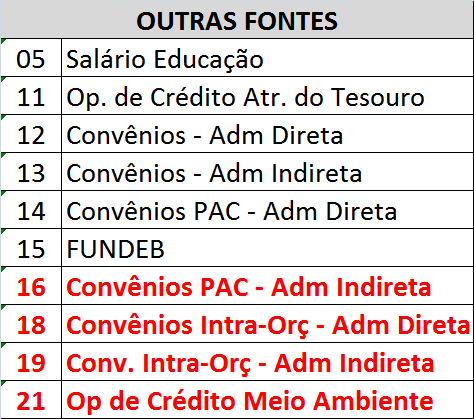 OUTRAS FONTES
05 Salário Educação
11 Op. de Crédito Atr. do Tesouro
12 Convênios - Adm Direta
13 Convênios - Adm Indireta
14 Convênios PAC - Adm Direta
15 FUNDEB
16 Convênios PAC - Adm Indireta
18 Convênios Intra-Orç - Adm Direta
19 Conv. Intra-Orç - Adm Indireta
21 Op de Crédito Meio Ambiente